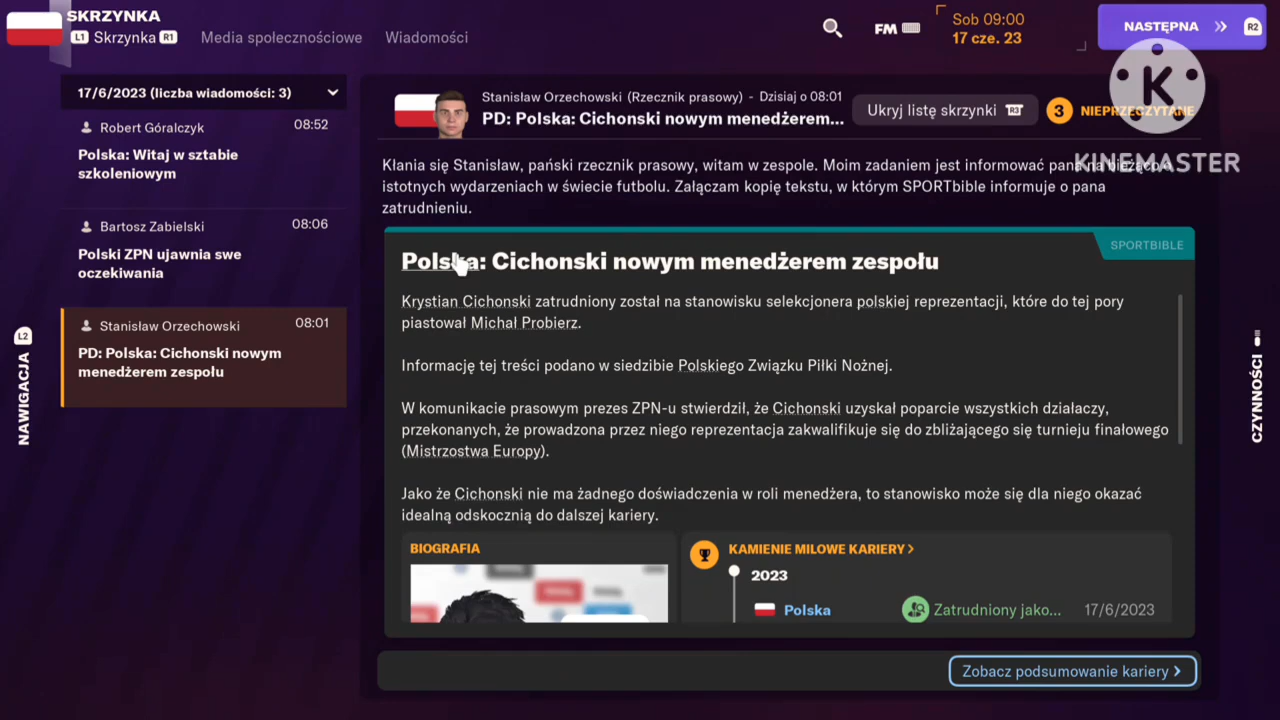 SKRZYNKA
L1 Skrzynka R1 Media społecznościowe Wiadomości
FM
Sob 09:00
17 cze. 23
NASTĘPNA R2
17/6/2023 (liczba wiadomości: 3)
Robert Góralczyk 08:52
Polska: Witaj w sztabie
szkoleniowym
Bartosz Zabielski 08:06
Polski ZPN ujawnia swe
oczekiwania
Stanisław Orzechowski 08:01
PD: Polska: Cichonski nowym
menedżerem zespołu
L2
NAWIGACJA
Stanisław Orzechowski (Rzecznik prasowy) - Dzisiaj o 08:01
PD: Polska: Cichonski nowym menedżerem...
Ukryj listę skrzynki R3
3 NIEPRZECZYTANE
K
KINEMASTER
Kłania się Stanisław, pański rzecznik prasowy, witam w zespole. Moim zadaniem jest informować pana na bieżąco o
istotnych wydarzeniach w świecie futbolu. Załączam kopię tekstu, w którym SPORTbible informuje o pana
zatrudnieniu.
SPORTBIBLE
Polska: Cichonski nowym menedżerem zespołu
Krystian Cichonski zatrudniony został na stanowisku selekcjonera polskiej reprezentacji, które do tej pory
piastował Michał Probierz.
Informację tej treści podano w siedzibie Polskiego Związku Piłki Nożnej.
W komunikacie prasowym prezes ZPN-u stwierdził, że Cichonski uzyskał poparcie wszystkich działaczy,
przekonanych, że prowadzona przez niego reprezentacja zakwalifikuje się do zbliżającego się turnieju finałowego
(Mistrzostwa Europy).
Jako że Cichonski nie ma żadnego doświadczenia w roli menedżera, to stanowisko może się dla niego okazać
idealną odskocznią do dalszej kariery.
BIOGRAFIA
KAMIENIE MILOWE KARIERY >
2023
Polska Zatrudniony jako... 17/6/2023
Zobacz podsumowanie kariery >
CZYNNOŚCI